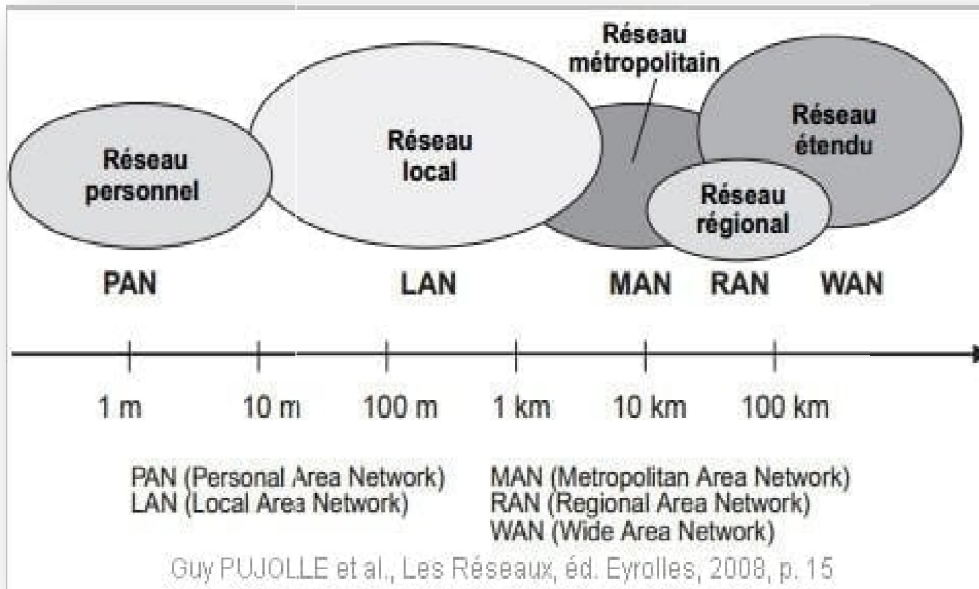 Réseau
métropolitain
Réseau
personnel
Réseau
local
Réseau
étendu
Réseau
régional
PAN LAN MAN RAN WAN
1 m 10 m 100 m 1 km 10 km 100 km
PAN (Personal Area Network)
LAN (Local Area Network)
MAN (Metropolitan Area Network)
RAN (Regional Area Network)
WAN (Wide Area Network)
Guy PUJOLLE et al., Les Réseaux, éd. Eyrolles, 2008, p. 15